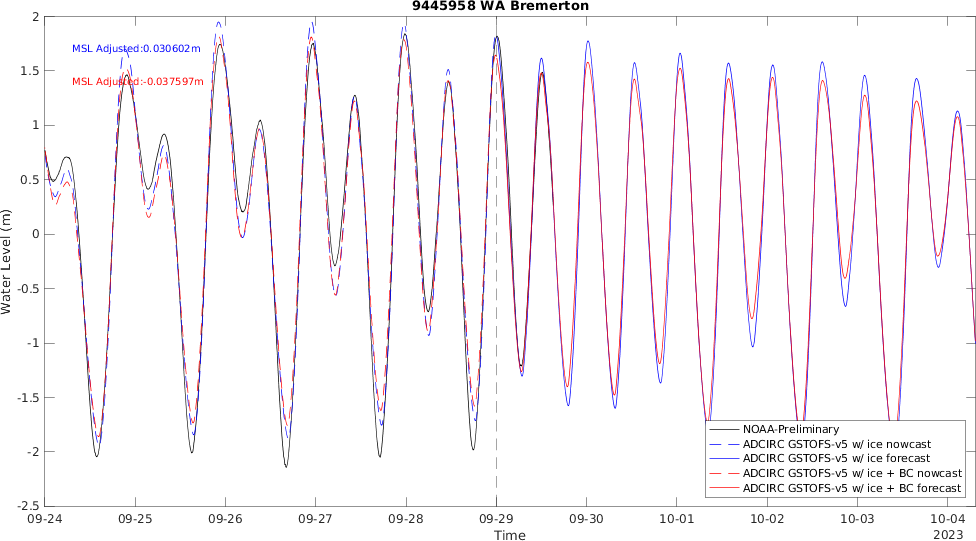 9445958 WA Bremerton
MSL Adjusted:0.030602m
MSL Adjusted:-0.037597m
Water Level (m)
2
1.5
1
0.5
0
-0.5
-1
-1.5
-2
-2.5
NOAA-Preliminary
ADCIRC GSTOFS-v5 w/ ice nowcast
ADCIRC GSTOFS-v5 w/ ice forecast
ADCIRC GSTOFS-v5 w/ ice + BC nowcast
ADCIRC GSTOFS-v5 w/ ice + BC forecast
09-24 09-25 09-26 09-27 09-28 09-29 09-30 10-01 10-02 10-03 10-04
Time
2023